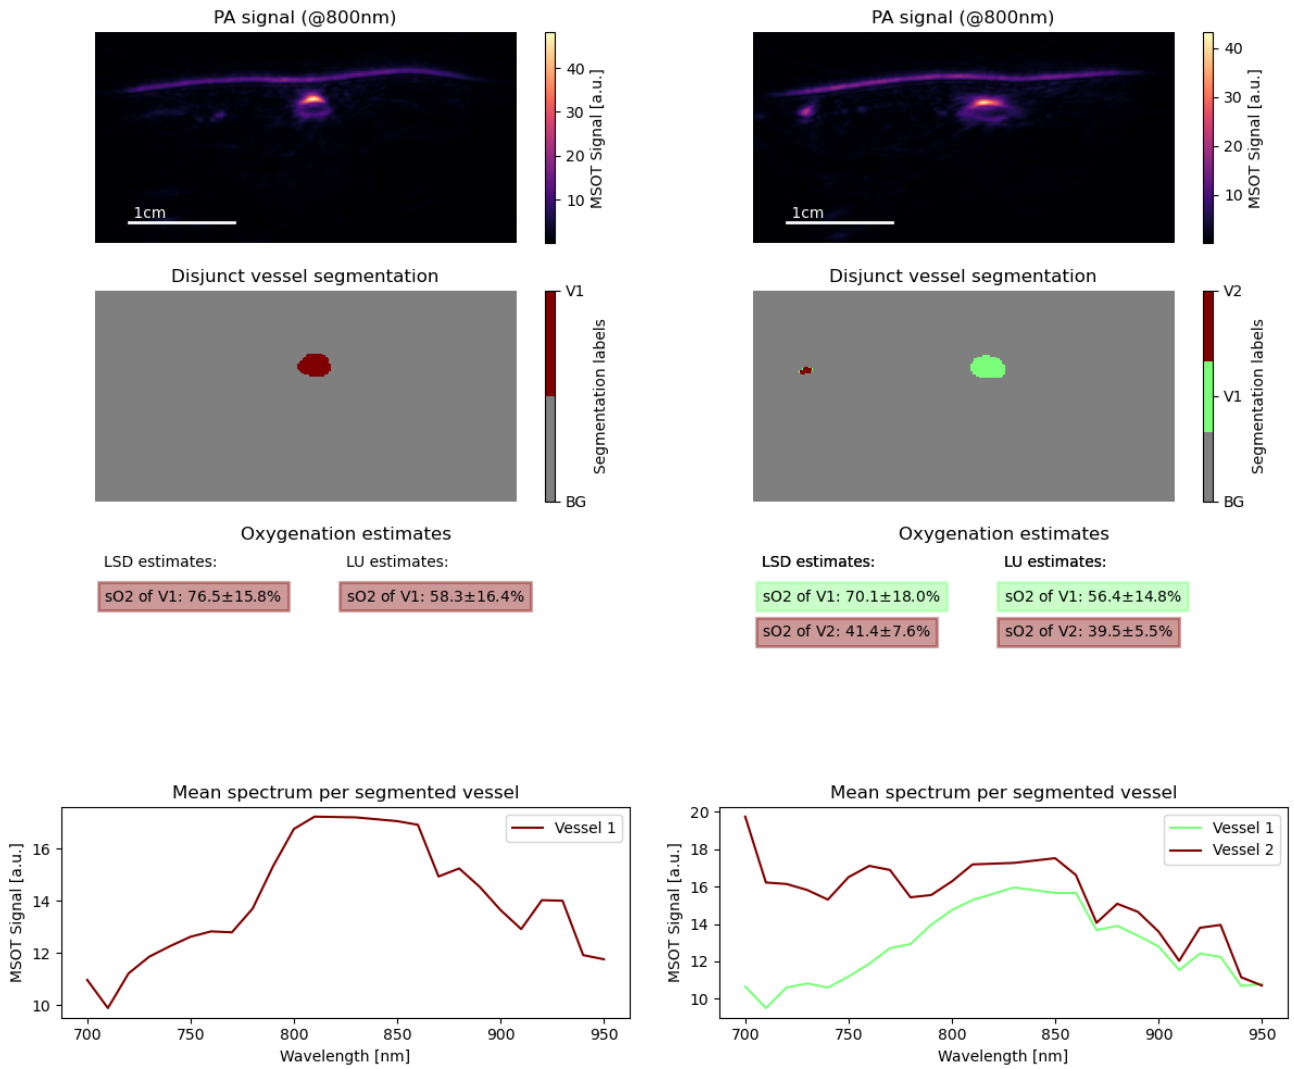 PA signal (@800nm)
40
30
20
10
MSOT Signal [a.u.]
1cm
Disjunct vessel segmentation
V1
BG
Segmentation labels
Oxygenation estimates
LSD estimates:
LU estimates:
sO2 of V1: 76.5±15.8%
sO2 of V1: 58.3±16.4%
Mean spectrum per segmented vessel
Vessel 1
16
14
12
10
MSOT Signal [a.u.]
700 750 800 850 900 950
Wavelength [nm]
PA signal (@800nm)
40
30
20
10
MSOT Signal [a.u.]
1cm
Disjunct vessel segmentation
V2
V1
BG
Segmentation labels
Oxygenation estimates
LSD estimates:
LU estimates:
sO2 of V1: 70.1±18.0%
sO2 of V1: 56.4±14.8%
sO2 of V2: 41.4±7.6%
sO2 of V2: 39.5±5.5%
Mean spectrum per segmented vessel
Vessel 1
Vessel 2
20
18
16
14
12
10
MSOT Signal [a.u.]
700 750 800 850 900 950
Wavelength [nm]